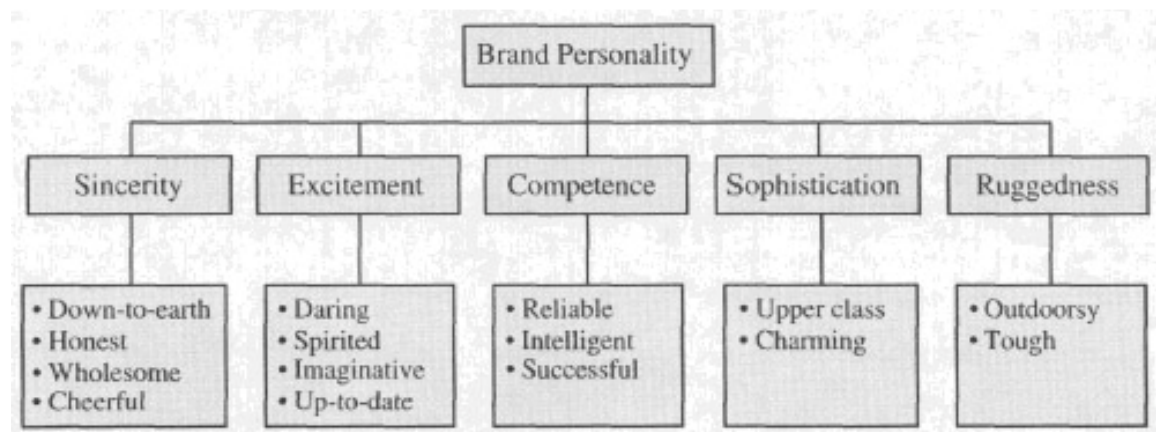 Brand Personality
Sincerity
Excitement
Competence
Sophistication
Ruggedness
• Down-to-earth
• Honest
• Wholesome
• Cheerful
• Daring
• Spirited
• Imaginative
• Up-to-date
• Reliable
• Intelligent
• Successful
• Upper class
• Charming
• Outdoorsy
• Tough